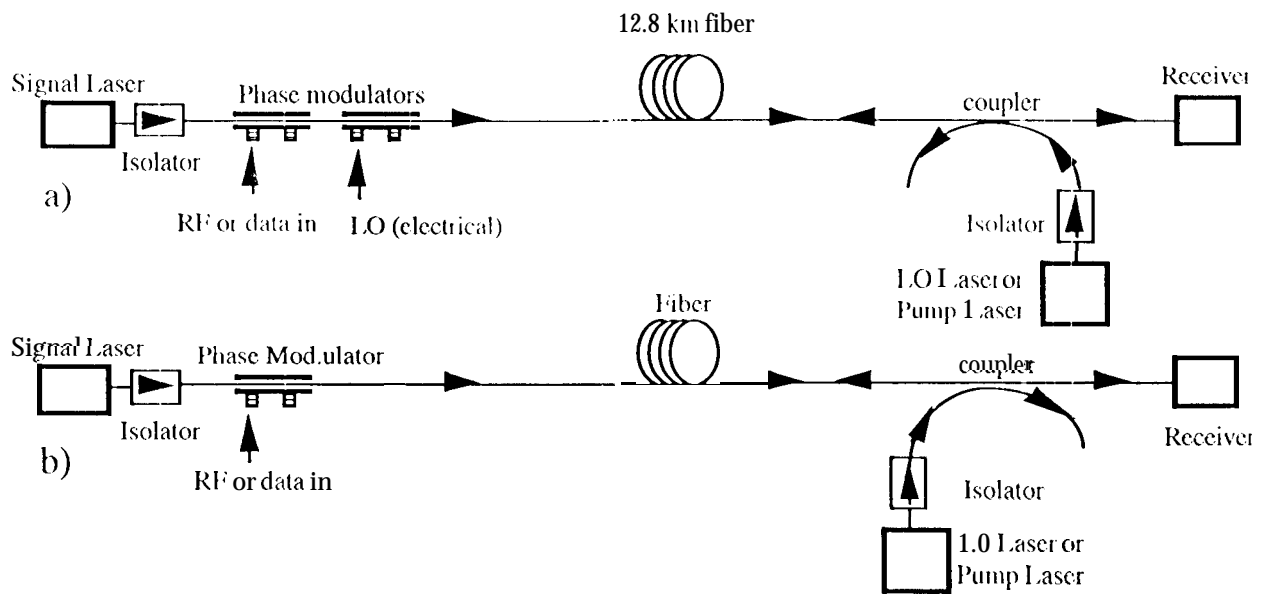 12.8 km fiber
Signal Laser
Phase modulators
coupler
Receiver
Isolator
a)
RF or data in
LO (electrical)
Isolator
LO Laser or
Pump Laser
Fiber
Signal Laser
Phase Modulator
coupler
Isolator
Receiver
b)
RF or data in
Isolator
1.0 Laser or
Pump Laser